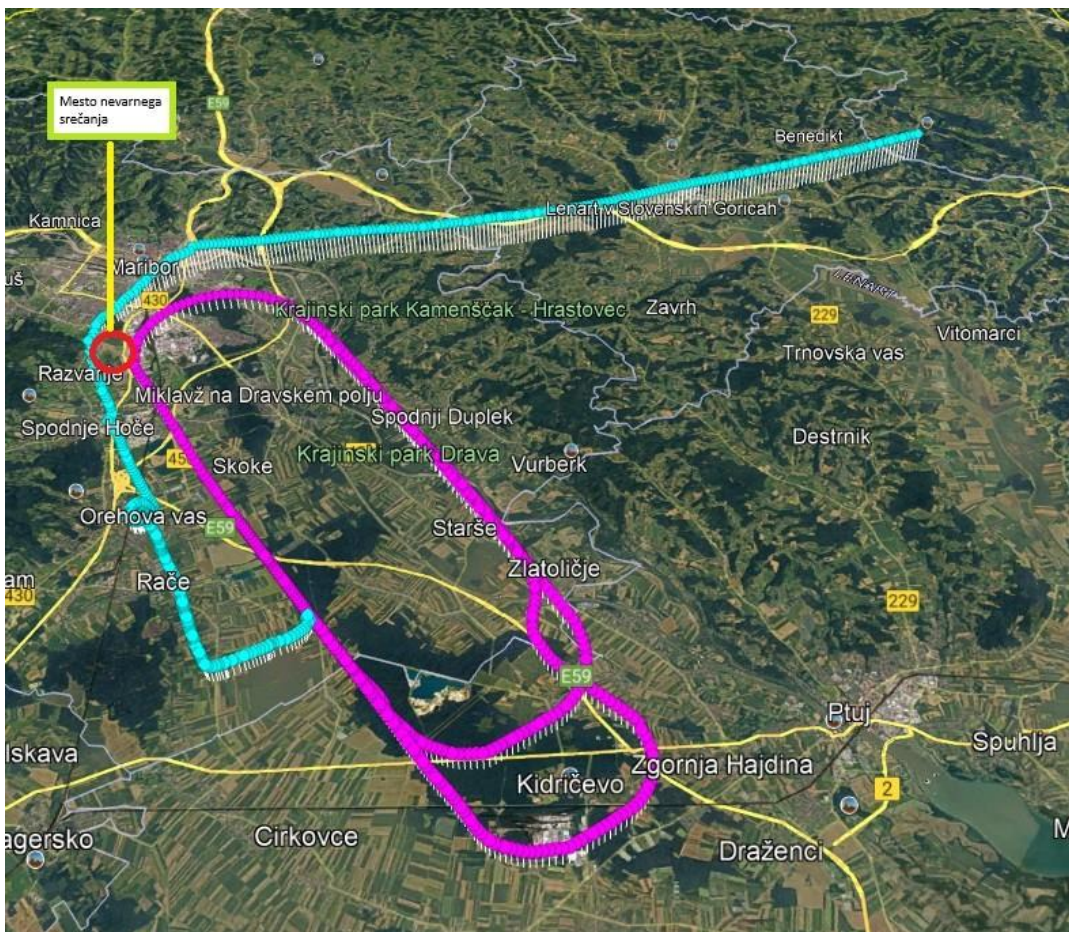 Mesto nevarnega
srečanja
E59
Benedikt
Lenart v Slovenskih Goricah
Kamnica
Maribor
uš
LENART
430
Krajinski park Kamenščak - Hrastovec
Zavrh
229
Vitomarci
Trnovska vas
Razvanje
Miklavž na Dravskem polju
Spodnji Duplek
Spodnje Hoče
Destrnik
Krajinski park Drava
Skoke
Vurberk
Orehova vas
E59
Starše
Zlatoličje
Rače
am
430
229
E59
Ptuj
Spuhlja
lskava
Zgornja Hajdina
Kidričevo
2
agersko
Cirkovce
Draženci
M